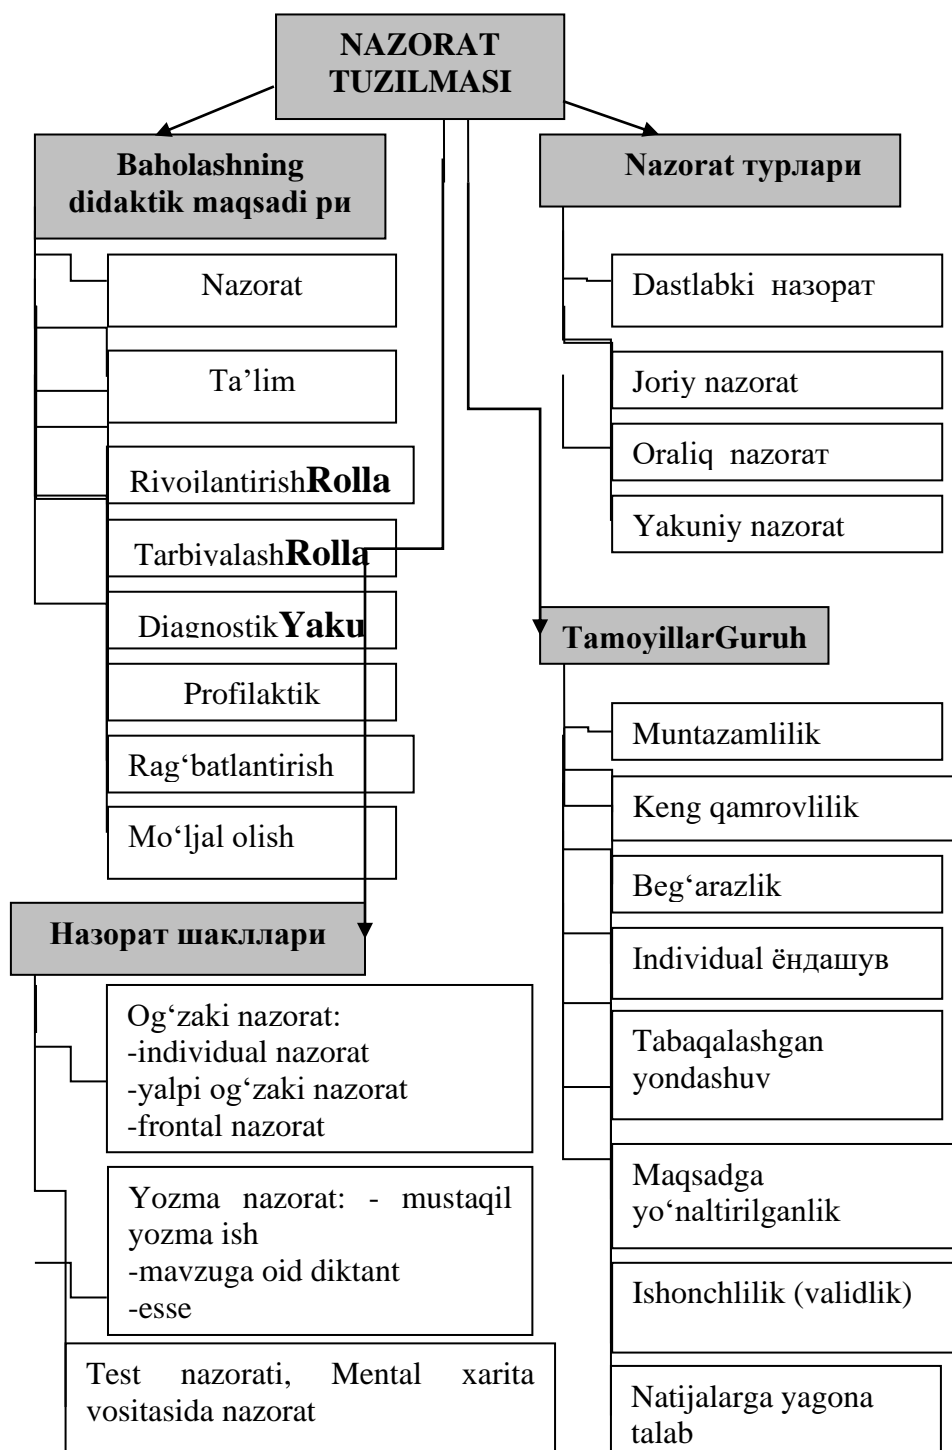 NAZORAT
TUZILMASI
Baholashning
didaktik maqsadi ри
Nazorat
Ta’lim
RivojlantirishRolla
TarbiyalashRolla
DiagnostikYaku
Profilaktik
Rag‘batlantirish
Mo‘ljal olish
Nazorat турлари
Dastlabki назорат
Joriy nazorat
Oraliq nazorат
Yakuniy nazorat
TamoyillarGuruh
Muntazamlilik
Keng qamrovlilik
Beg‘arazlik
Individual ёндашув
Tabaqalashgan
yondashuv
Maqsadga
yo‘naltirilganlik
Ishonchlilik (validlik)
Natijalarga yagona
talab
Назорат шакллари
Og‘zaki nazorat:
-individual nazorat
-yalpi og‘zaki nazorat
-frontal nazorat
Yozma nazorat: - mustaqil
yozma ish
-mavzuga oid diktant
-esse
Test nazorati, Mental xarita
vositasida nazorat